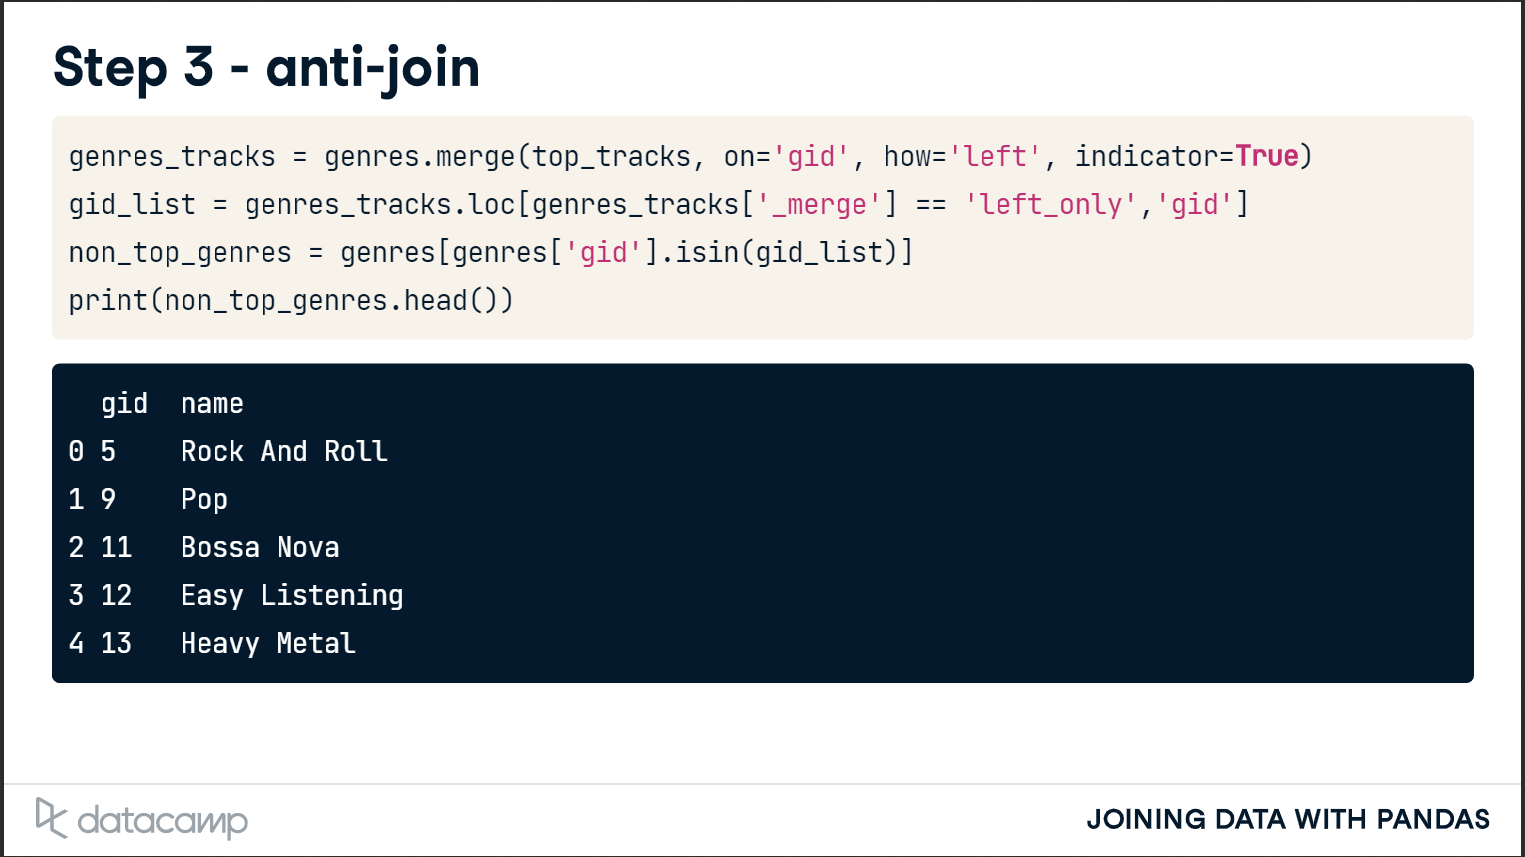 Step 3 - anti-join
genres_tracks = genres.merge(top_tracks, on='gid', how='left', indicator=True)
gid_list = genres_tracks.loc[genres_tracks['_merge'] == 'left_only','gid']
non_top_genres = genres[genres['gid'].isin(gid_list)]
print(non_top_genres.head())
gid name
0 5 Rock And Roll
1 9 Pop
2 11 Bossa Nova
3 12 Easy Listening
4 13 Heavy Metal
datacamp
JOINING DATA WITH PANDAS